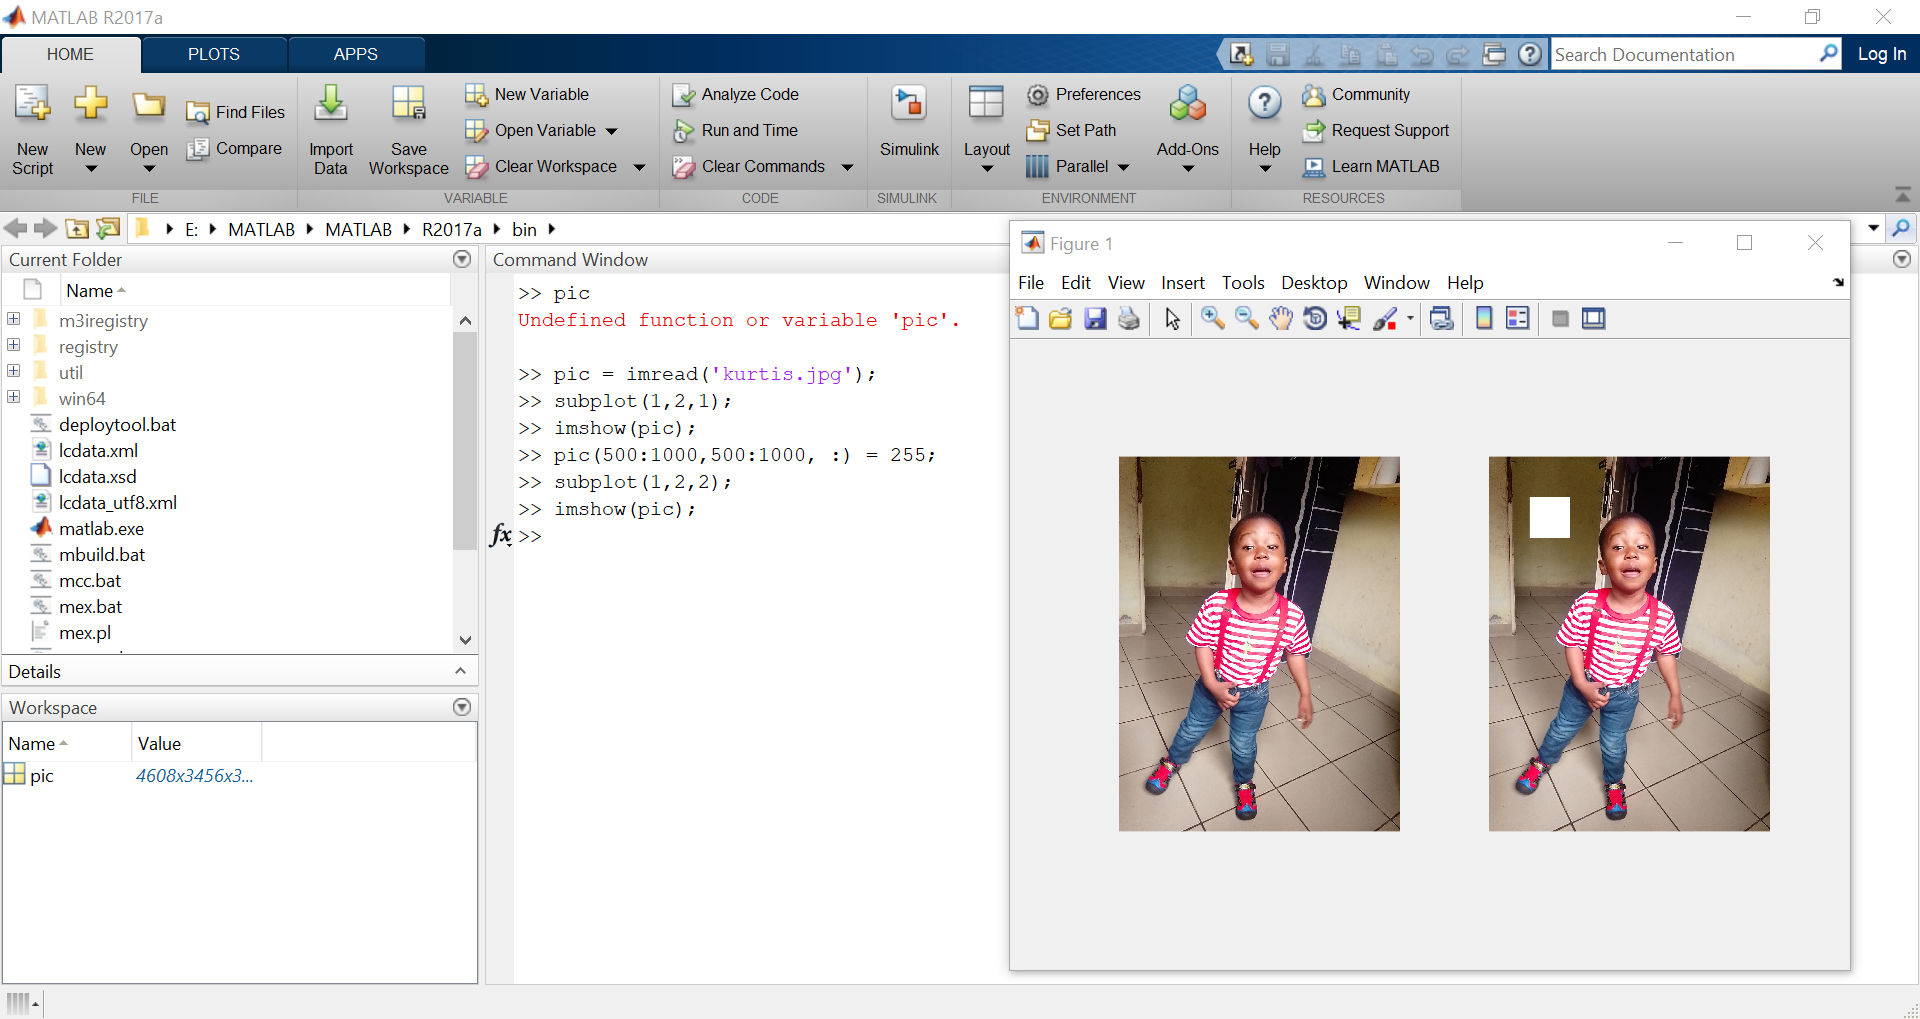 MATLAB R2017a
HOME PLOTS APPS
Search Documentation
Log In
New Script
New
Open
Find Files
Compare
FILE
Import Data
Save Workspace
New Variable
Open Variable
Clear Workspace
VARIABLE
Analyze Code
Run and Time
Clear Commands
CODE
Simulink
SIMULINK
Layout
Preferences
Set Path
Parallel
Add-Ons
ENVIRONMENT
Help
Community
Request Support
Learn MATLAB
RESOURCES
E: MATLAB MATLAB R2017a bin
Current Folder
Name
m3iregistry
registry
util
win64
deploytool.bat
lcdata.xml
lcdata.xsd
lcdata_utf8.xml
matlab.exe
mbuild.bat
mcc.bat
mex.bat
mex.pl
Details
Workspace
Name Value
pic 4608x3456x3...
Command Window
>> pic
Undefined function or variable 'pic'.
>> pic = imread('kurtis.jpg');
>> subplot(1,2,1);
>> imshow(pic);
>> pic(500:1000,500:1000, :) = 255;
>> subplot(1,2,2);
>> imshow(pic);
fx >>
Figure 1
File Edit View Insert Tools Desktop Window Help